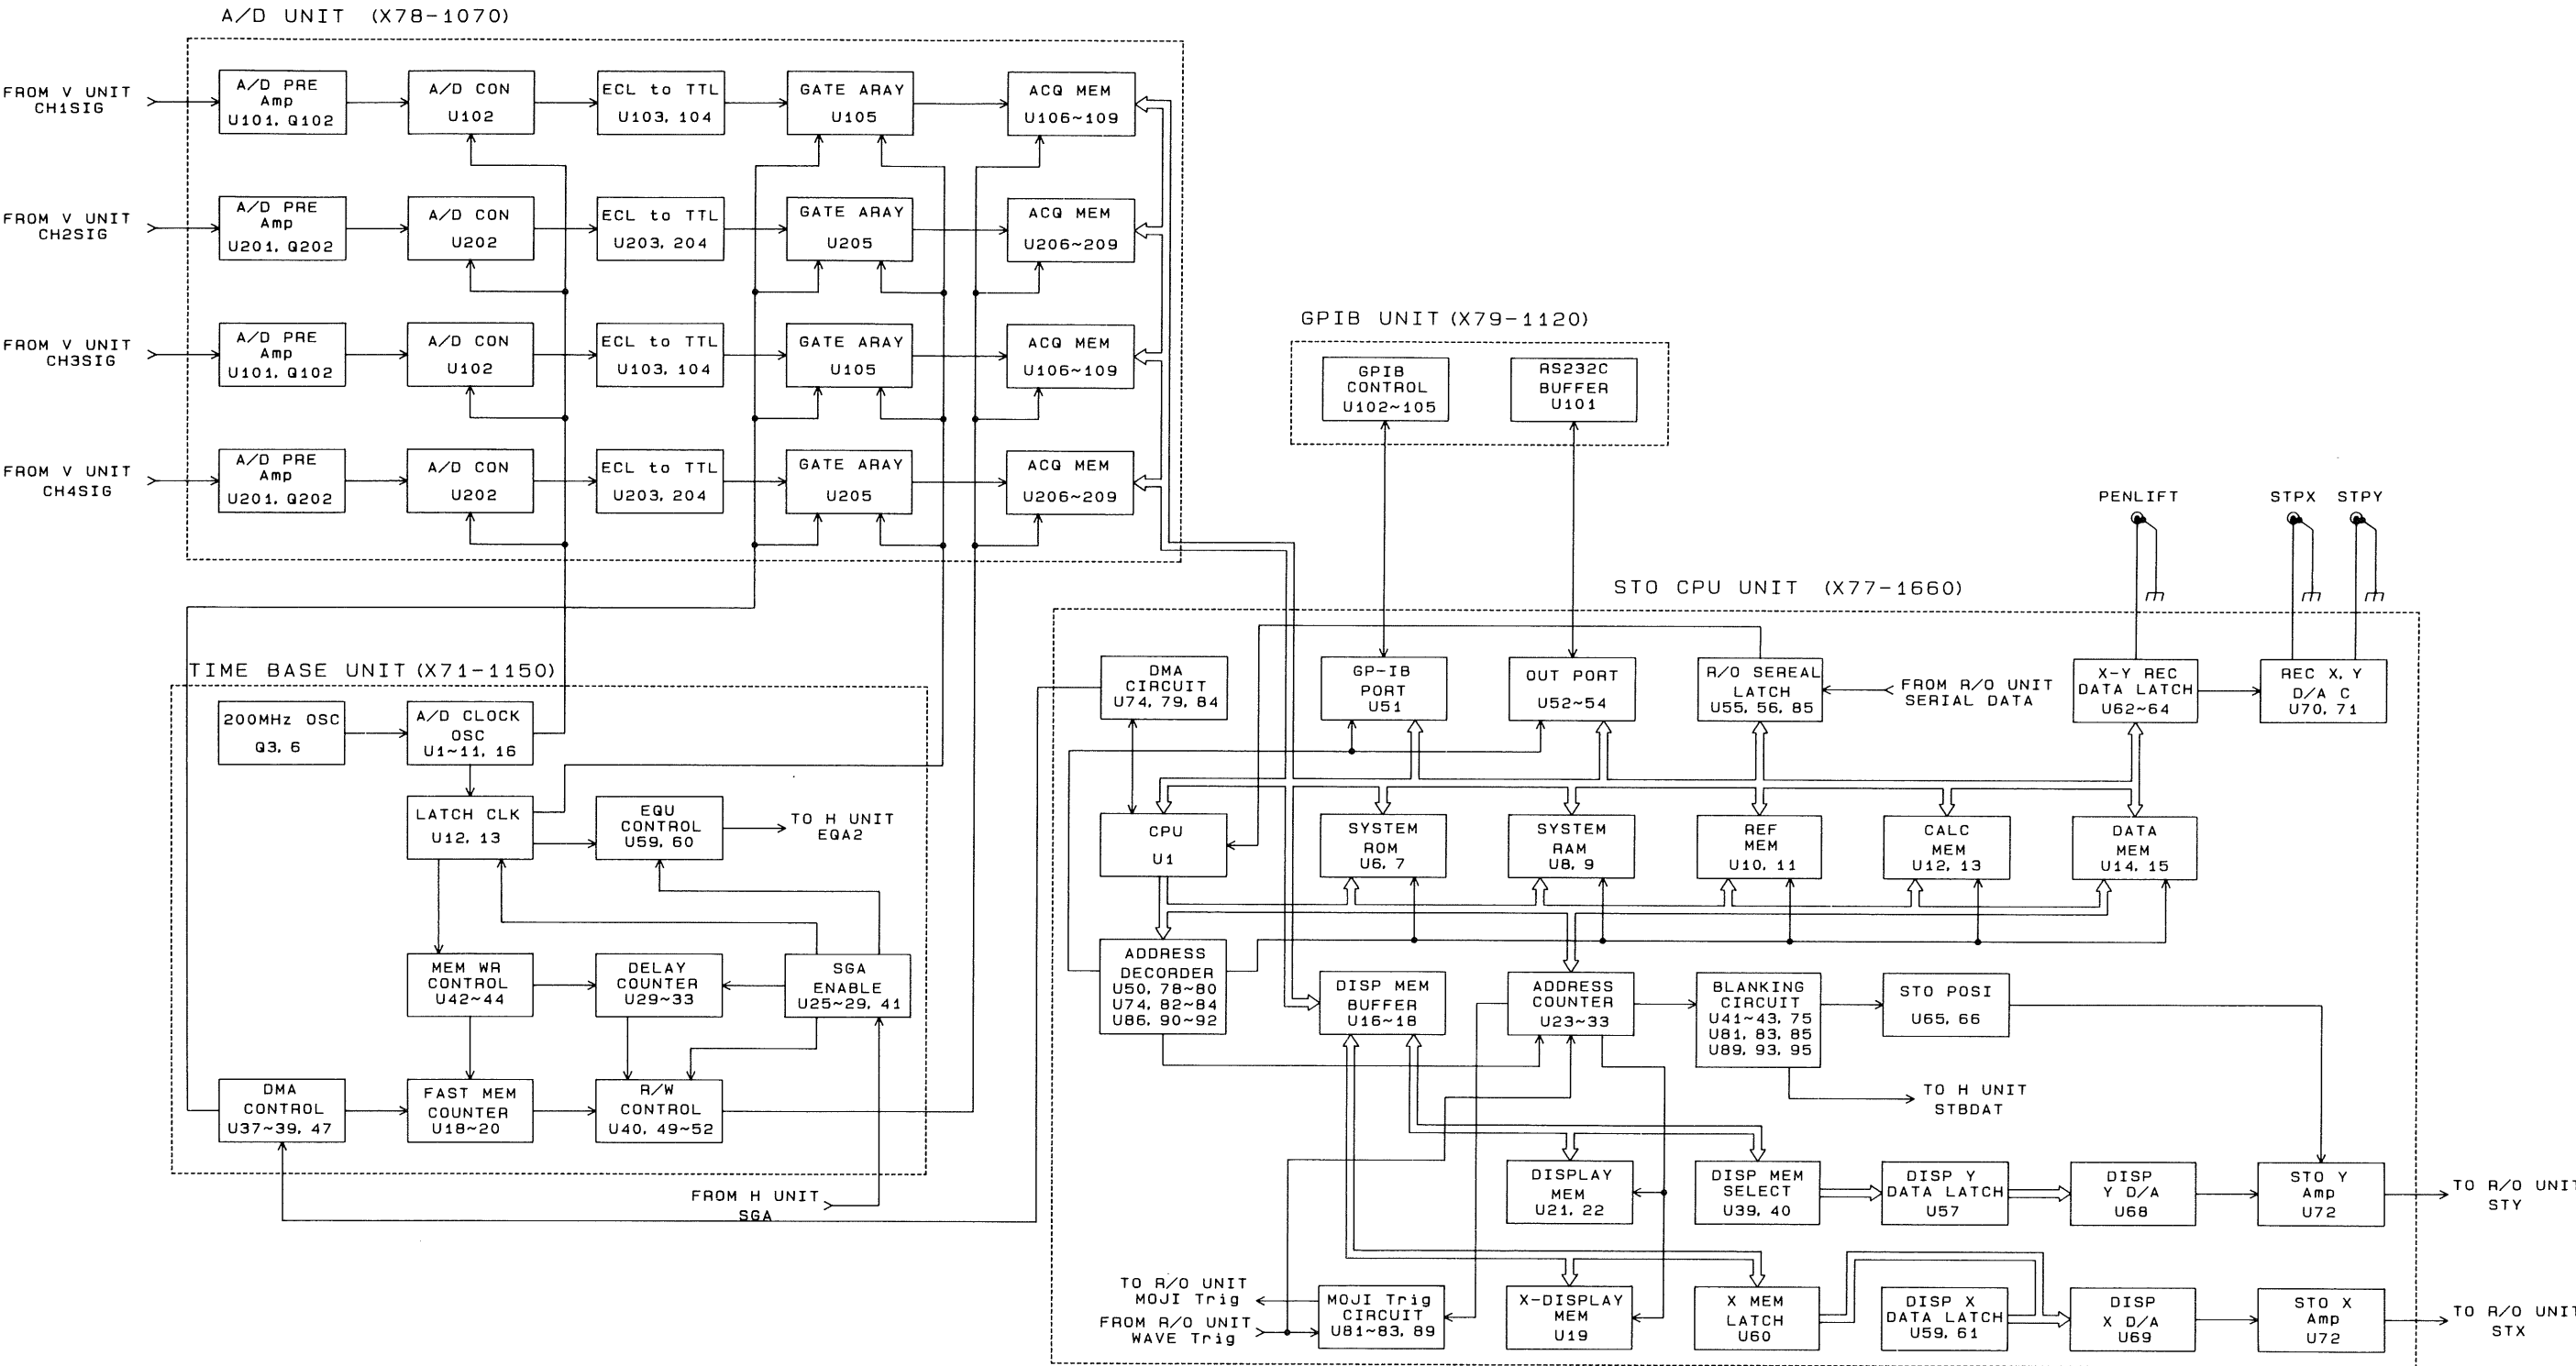 A/D UNIT (X78-1070)
FROM V UNIT
CH1SIG
A/D PRE
Amp
U101, Q102
A/D CON
U102
ECL to TTL
U103, 104
GATE ARAY
U105
ACQ MEM
U106~109
FROM V UNIT
CH2SIG
A/D PRE
Amp
U201, Q202
A/D CON
U202
ECL to TTL
U203, 204
GATE ARAY
U205
ACQ MEM
U206~209
FROM V UNIT
CH3SIG
A/D PRE
Amp
U101, Q102
A/D CON
U102
ECL to TTL
U103, 104
GATE ARAY
U105
ACQ MEM
U106~109
FROM V UNIT
CH4SIG
A/D PRE
Amp
U201, Q202
A/D CON
U202
ECL to TTL
U203, 204
GATE ARAY
U205
ACQ MEM
U206~209
GPIB UNIT (X79-1120)
GPIB
CONTROL
U102~105
RS232C
BUFFER
U101
TIME BASE UNIT (X71-1150)
200MHz OSC
Q3, 6
A/D CLOCK
OSC
U1~11, 16
LATCH CLK
U12, 13
EQU
CONTROL
U59, 60
TO H UNIT
EQA2
MEM WR
CONTROL
U42~44
DELAY
COUNTER
U29~33
SGA
ENABLE
U25~29, 41
DMA
CONTROL
U37~39, 47
FAST MEM
COUNTER
U18~20
R/W
CONTROL
U40, 49~52
FROM H UNIT
SGA
STO CPU UNIT (X77-1660)
PENLIFT
STPX
STPY
DMA
CIRCUIT
U74, 79, 84
GP-IB
PORT
U51
OUT PORT
U52~54
R/O SEREAL
LATCH
U55, 56, 85
FROM R/O UNIT
SERIAL DATA
X-Y REC
DATA LATCH
U62~64
REC X, Y
D/A C
U70, 71
CPU
U1
SYSTEM
ROM
U6, 7
SYSTEM
RAM
U8, 9
REF
MEM
U10, 11
CALC
MEM
U12, 13
DATA
MEM
U14, 15
ADDRESS
DECORDER
U50, 78~80
U74, 82~84
U86, 90~92
DISP MEM
BUFFER
U16~18
ADDRESS
COUNTER
U23~33
BLANKING
CIRCUIT
U41~43, 75
U81, 83, 85
U89, 93, 95
STO POSI
U65, 66
TO H UNIT
STBDAT
DISPLAY
MEM
U21, 22
DISP MEM
SELECT
U39, 40
DISP Y
DATA LATCH
U57
DISP
Y D/A
U68
STO Y
Amp
U72
TO R/O UNIT
STY
TO R/O UNIT
MOJI Trig
FROM R/O UNIT
WAVE Trig
MOJI Trig
CIRCUIT
U81~83, 89
X-DISPLAY
MEM
U19
X MEM
LATCH
U60
DISP X
DATA LATCH
U59, 61
DISP
X D/A
U69
STO X
Amp
U72
TO R/O UNIT
STX